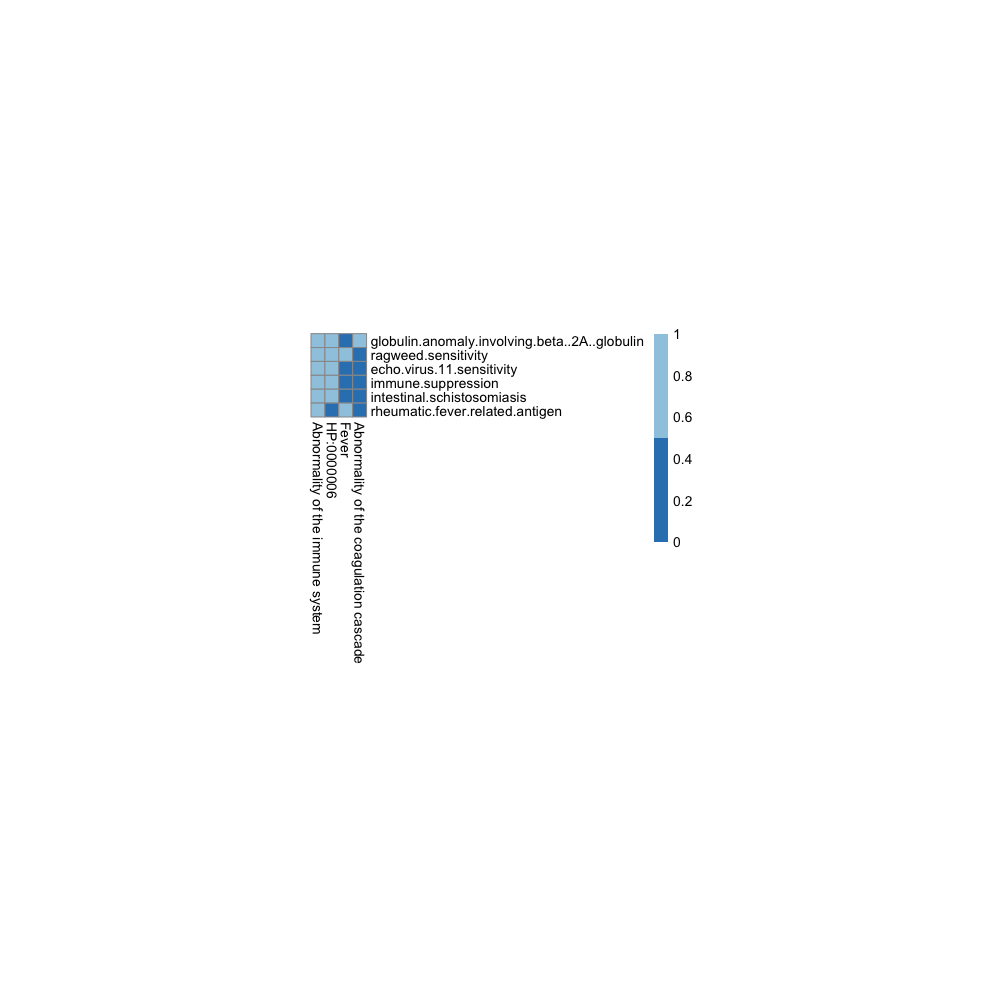 globulin.anomaly.involving.beta..2A..globulin
ragweed.sensitivity
echo.virus.11.sensitivity
immune.suppression
intestinal.schistosomiasis
rheumatic.fever.related.antigen
Abnormality of the immune system
HP:0000006
Fever
Abnormality of the coagulation cascade
1
0.8
0.6
0.4
0.2
0